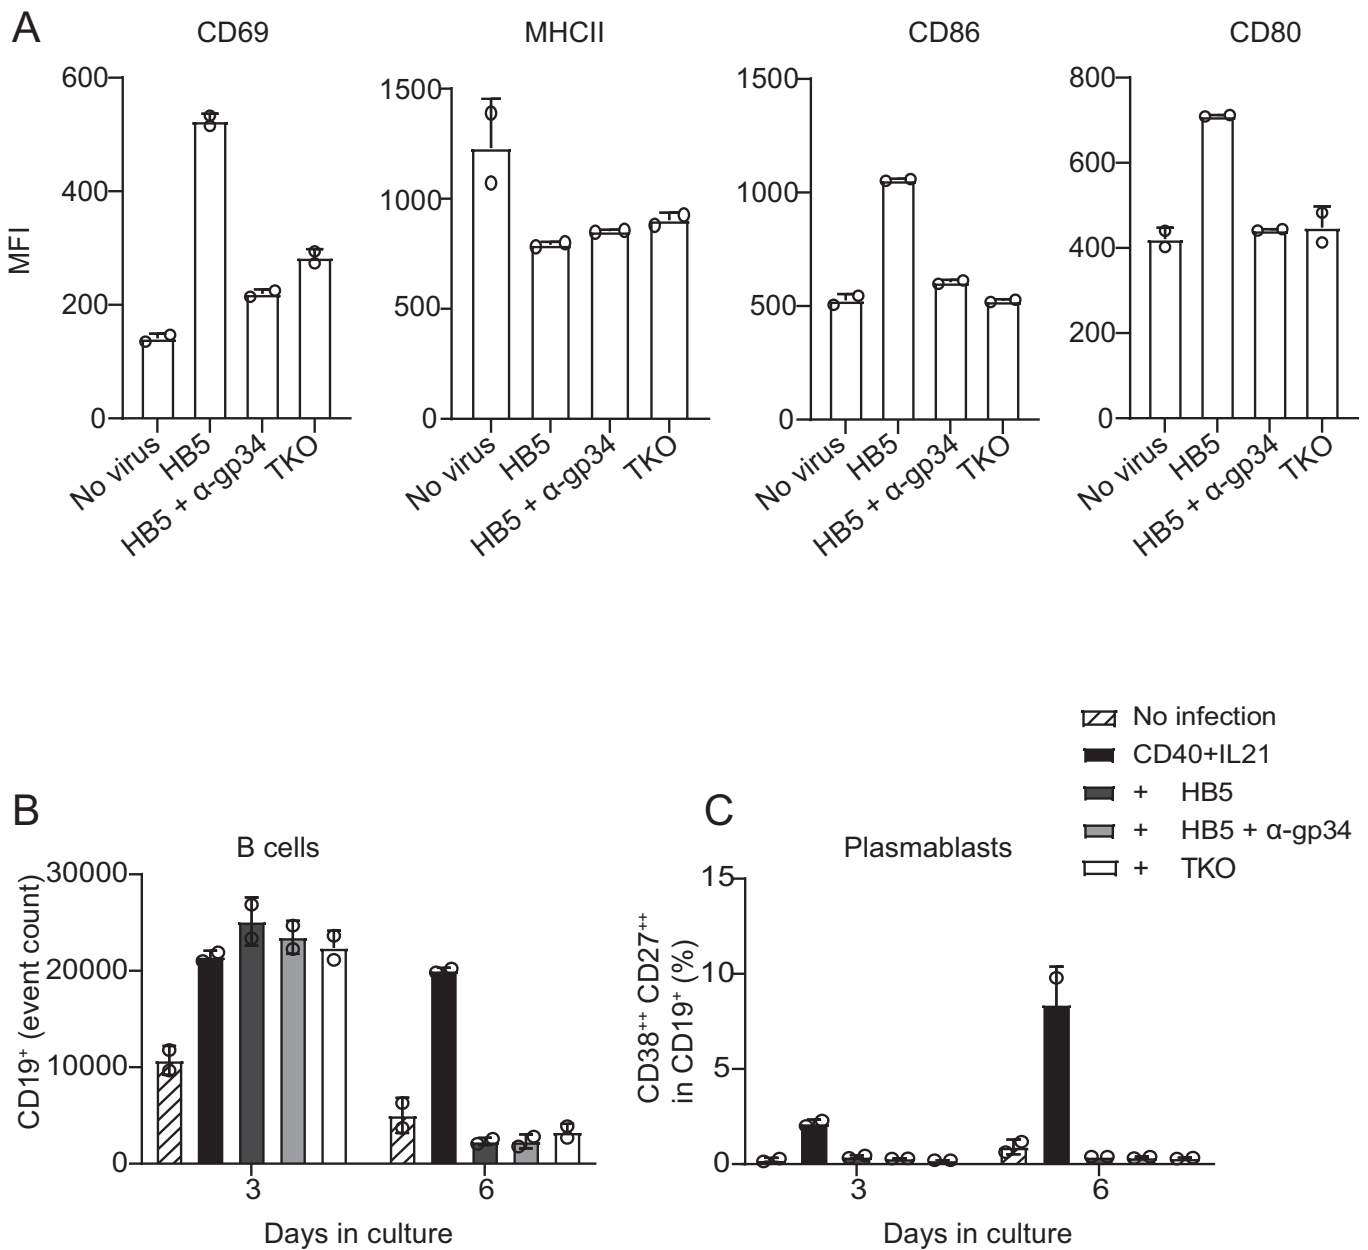 A
CD69
MHCII
CD86
CD80
MFI
600
400
200
0
No virus
HB5
HB5 + α-gp34
TKO
1500
1000
500
0
No virus
HB5
HB5 + α-gp34
TKO
1500
1000
500
0
No virus
HB5
HB5 + α-gp34
TKO
800
600
400
200
0
No virus
HB5
HB5 + α-gp34
TKO
No infection
CD40+IL21
+ HB5
+ HB5 + α-gp34
+ TKO
B
B cells
CD19⁺ (event count)
30000
20000
10000
0
3
6
Days in culture
C
Plasmablasts
CD38⁺⁺ CD27⁺⁺
in CD19⁺ (%)
15
10
5
0
3
6
Days in culture